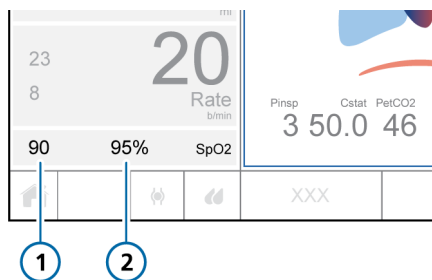 ml
23
20
8
Rate
b/min
Pinsp Cstat PetCO2
3 50.0 46
90 95% SpO2
XXX
1 2